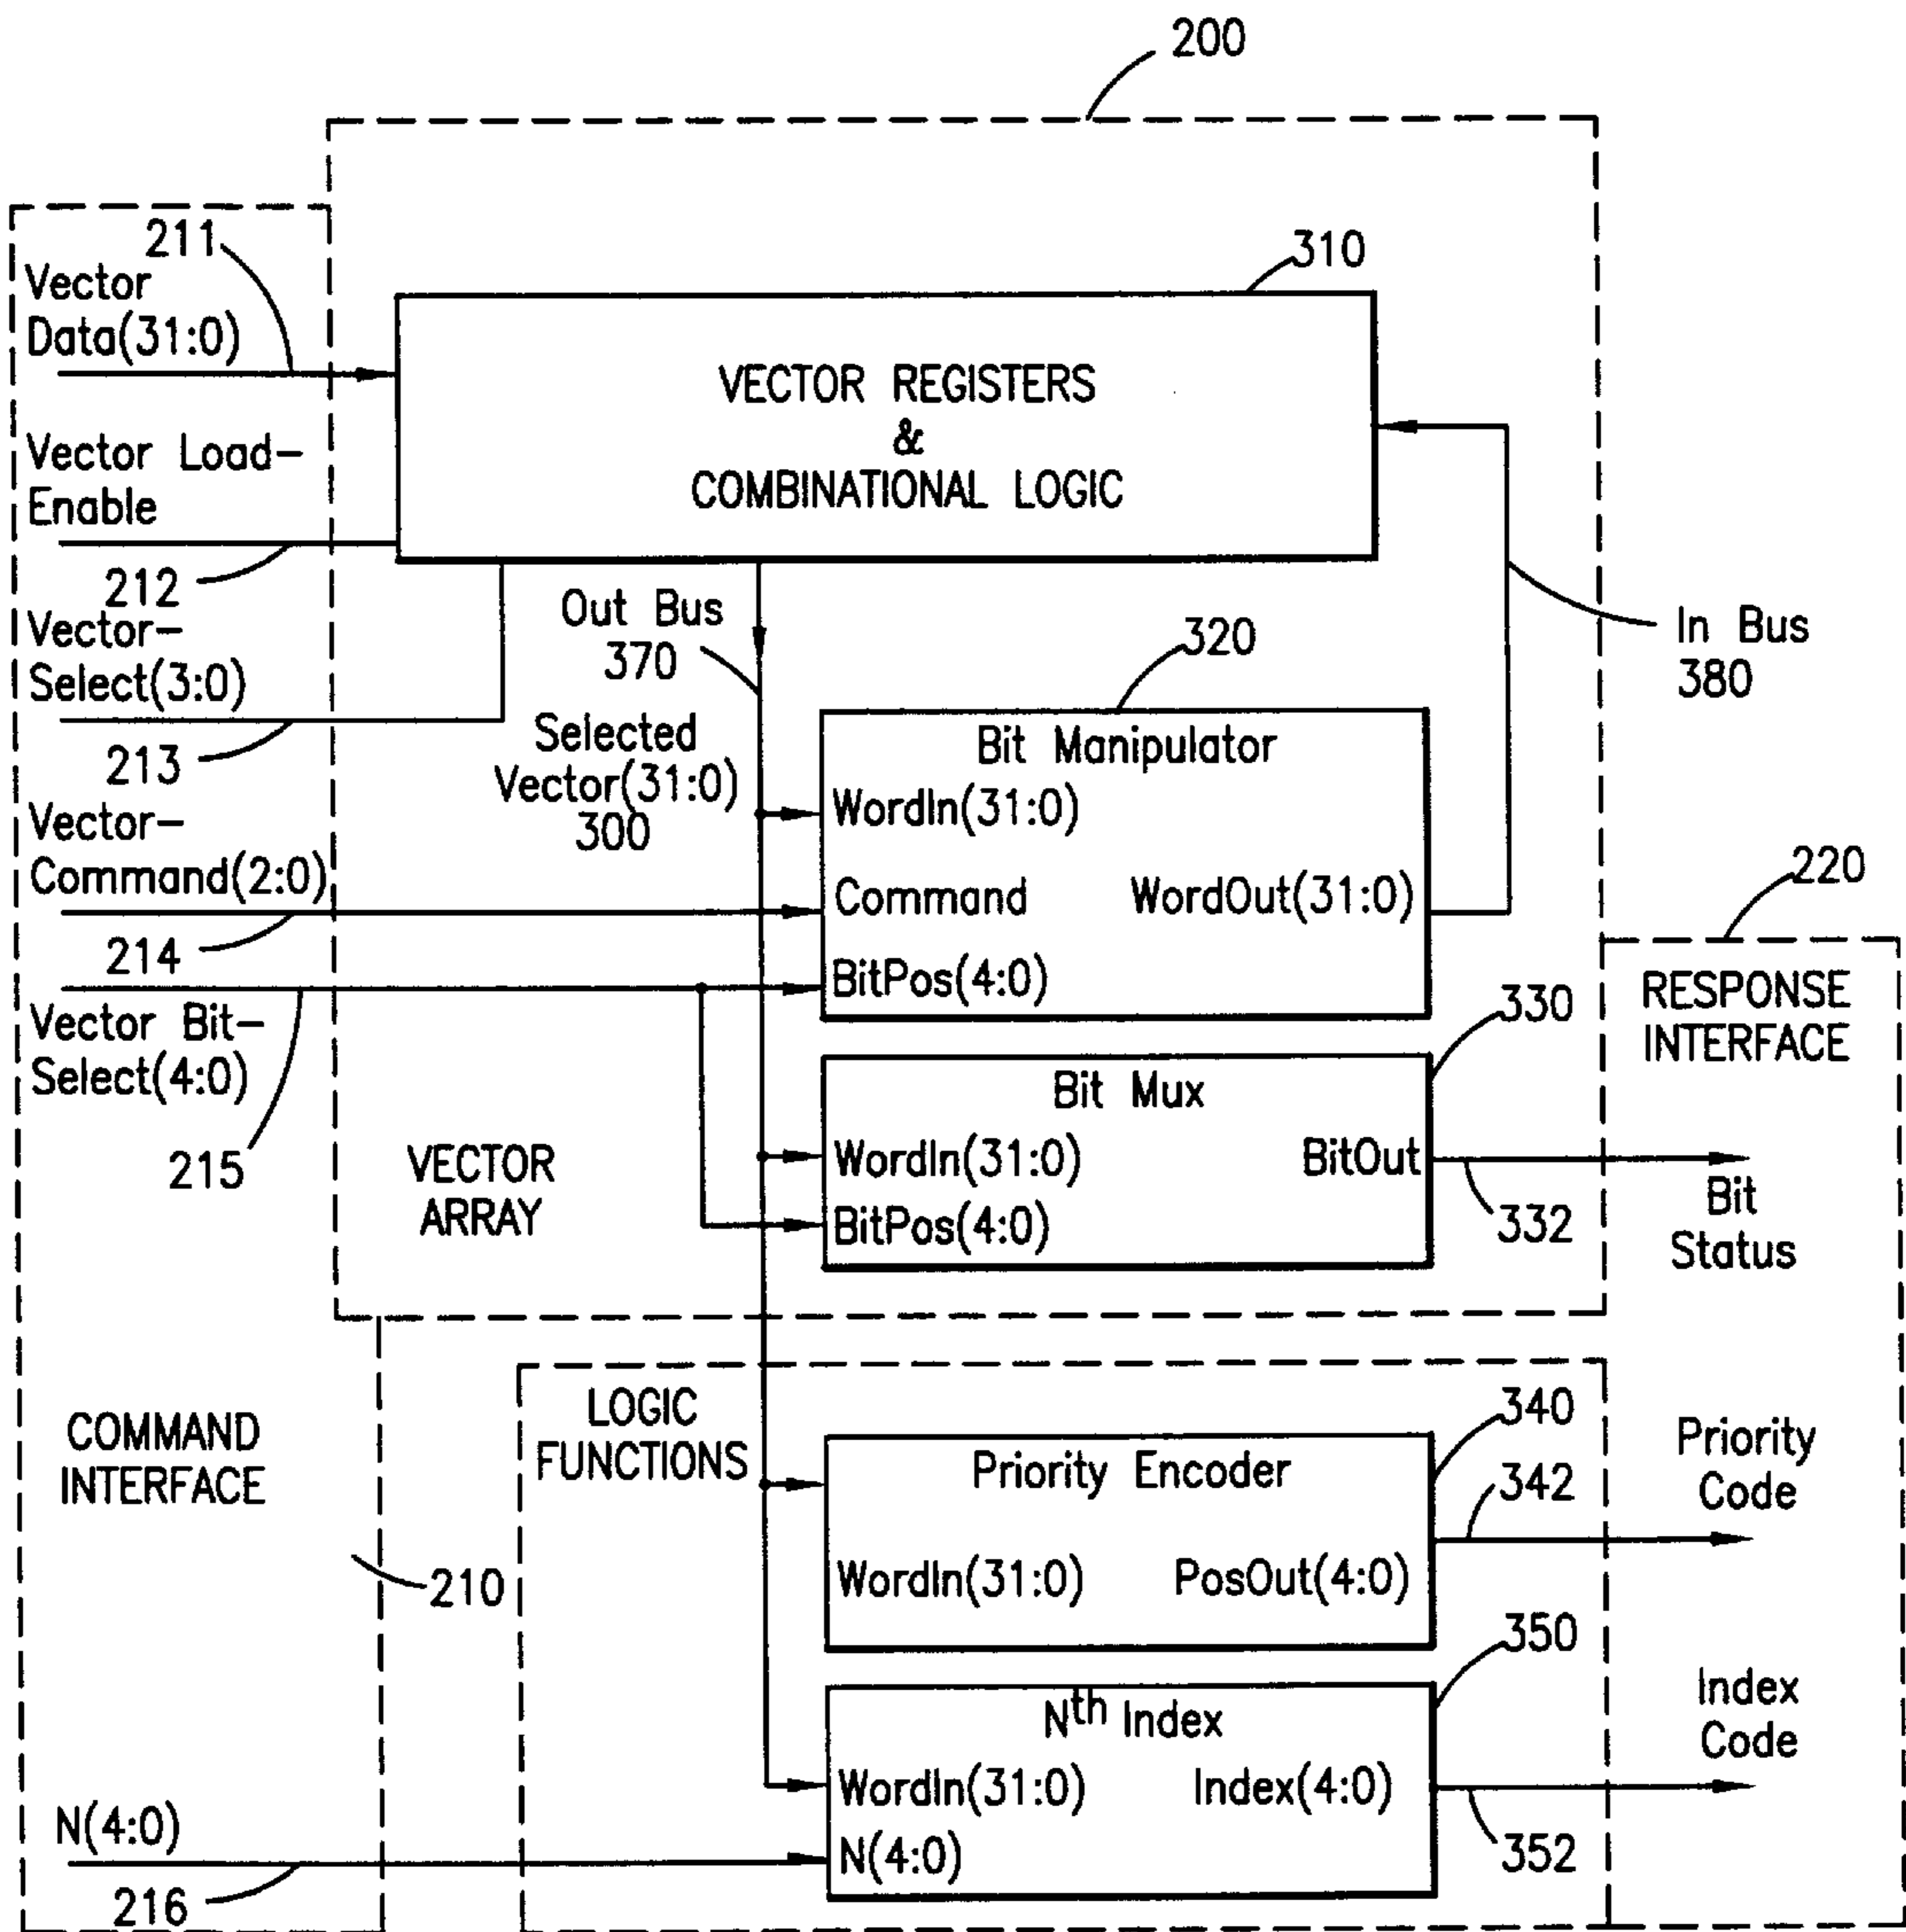 200
211
Vector
Data(31:0)
310
VECTOR REGISTERS
&
COMBINATIONAL LOGIC
Vector Load-
Enable
212
Vector-
Select(3:0)
213
Out Bus
370
320
In Bus
380
Selected
Vector(31:0)
300
Bit Manipulator
WordIn(31:0)
Command
WordOut(31:0)
BitPos(4:0)
Vector-
Command(2:0)
214
220
RESPONSE
INTERFACE
Vector Bit-
Select(4:0)
215
330
Bit Mux
WordIn(31:0)
BitOut
BitPos(4:0)
332
Bit
Status
VECTOR
ARRAY
COMMAND
INTERFACE
210
LOGIC
FUNCTIONS
340
Priority Encoder
342
Priority
Code
WordIn(31:0)
PosOut(4:0)
350
Nth Index
Index
Code
WordIn(31:0)
Index(4:0)
352
N(4:0)
N(4:0)
216